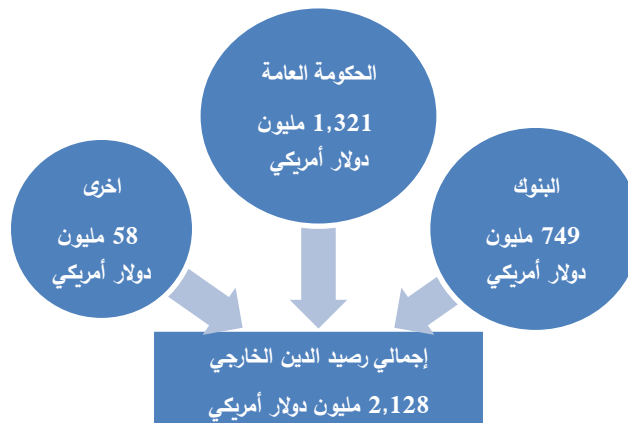 الحكومة العامة
1,321 مليون
دولار أمريكي
البنوك
749 مليون
دولار أمريكي
اخرى
58 مليون
دولار أمريكي
إجمالي رصيد الدين الخارجي
2,128 مليون دولار أمريكي